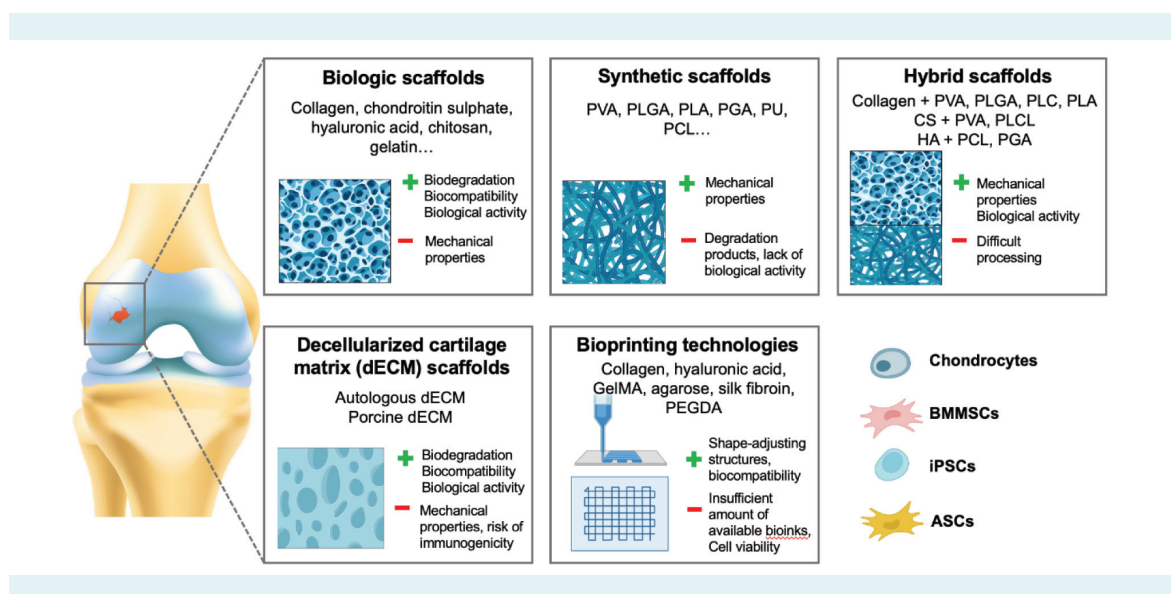 Biologic scaffolds
Collagen, chondroitin sulphate,
hyaluronic acid, chitosan,
gelatin...
+ Biodegradation
Biocompatibility
Biological activity
− Mechanical
properties
Synthetic scaffolds
PVA, PLGA, PLA, PGA, PU,
PCL...
+ Mechanical
properties
− Degradation
products, lack of
biological activity
Hybrid scaffolds
Collagen + PVA, PLGA, PLC, PLA
CS + PVA, PLCL
HA + PCL, PGA
+ Mechanical
properties
Biological activity
− Difficult
processing
Decellularized cartilage
matrix (dECM) scaffolds
Autologous dECM
Porcine dECM
+ Biodegradation
Biocompatibility
Biological activity
− Mechanical
properties, risk of
immunogenicity
Bioprinting technologies
Collagen, hyaluronic acid,
GelMA, agarose, silk fibroin,
PEGDA
+ Shape-adjusting
structures,
biocompatibility
− Insufficient
amount of
available bioinks,
Cell viability
Chondrocytes
BMMSCs
iPSCs
ASCs